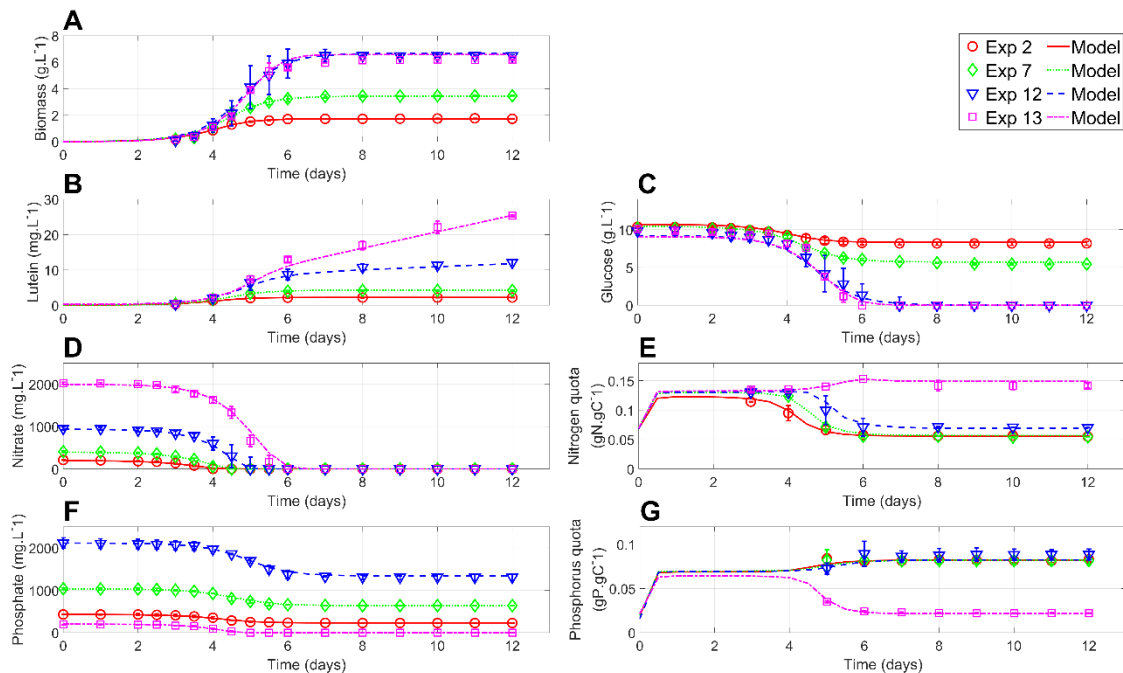 A
Biomass (g.L^-1)
8
6
4
2
0
0 2 4 6 8 10 12
Time (days)
Exp 2 Model
Exp 7 Model
Exp 12 Model
Exp 13 Model
B
Lutein (mg.L^-1)
30
20
10
0
0 2 4 6 8 10 12
Time (days)
C
Glucose (g.L^-1)
10
5
0
0 2 4 6 8 10 12
Time (days)
D
Nitrate (mg.L^-1)
2000
1000
0
0 2 4 6 8 10 12
Time (days)
E
Nitrogen quota
(gN.gC^-1)
0.15
0.1
0.05
0
0 2 4 6 8 10 12
Time (days)
F
Phosphate (mg.L^-1)
2000
1000
0
0 2 4 6 8 10 12
Time (days)
G
Phosphorus quota
(gP.gC^-1)
0.1
0.05
0
0 2 4 6 8 10 12
Time (days)